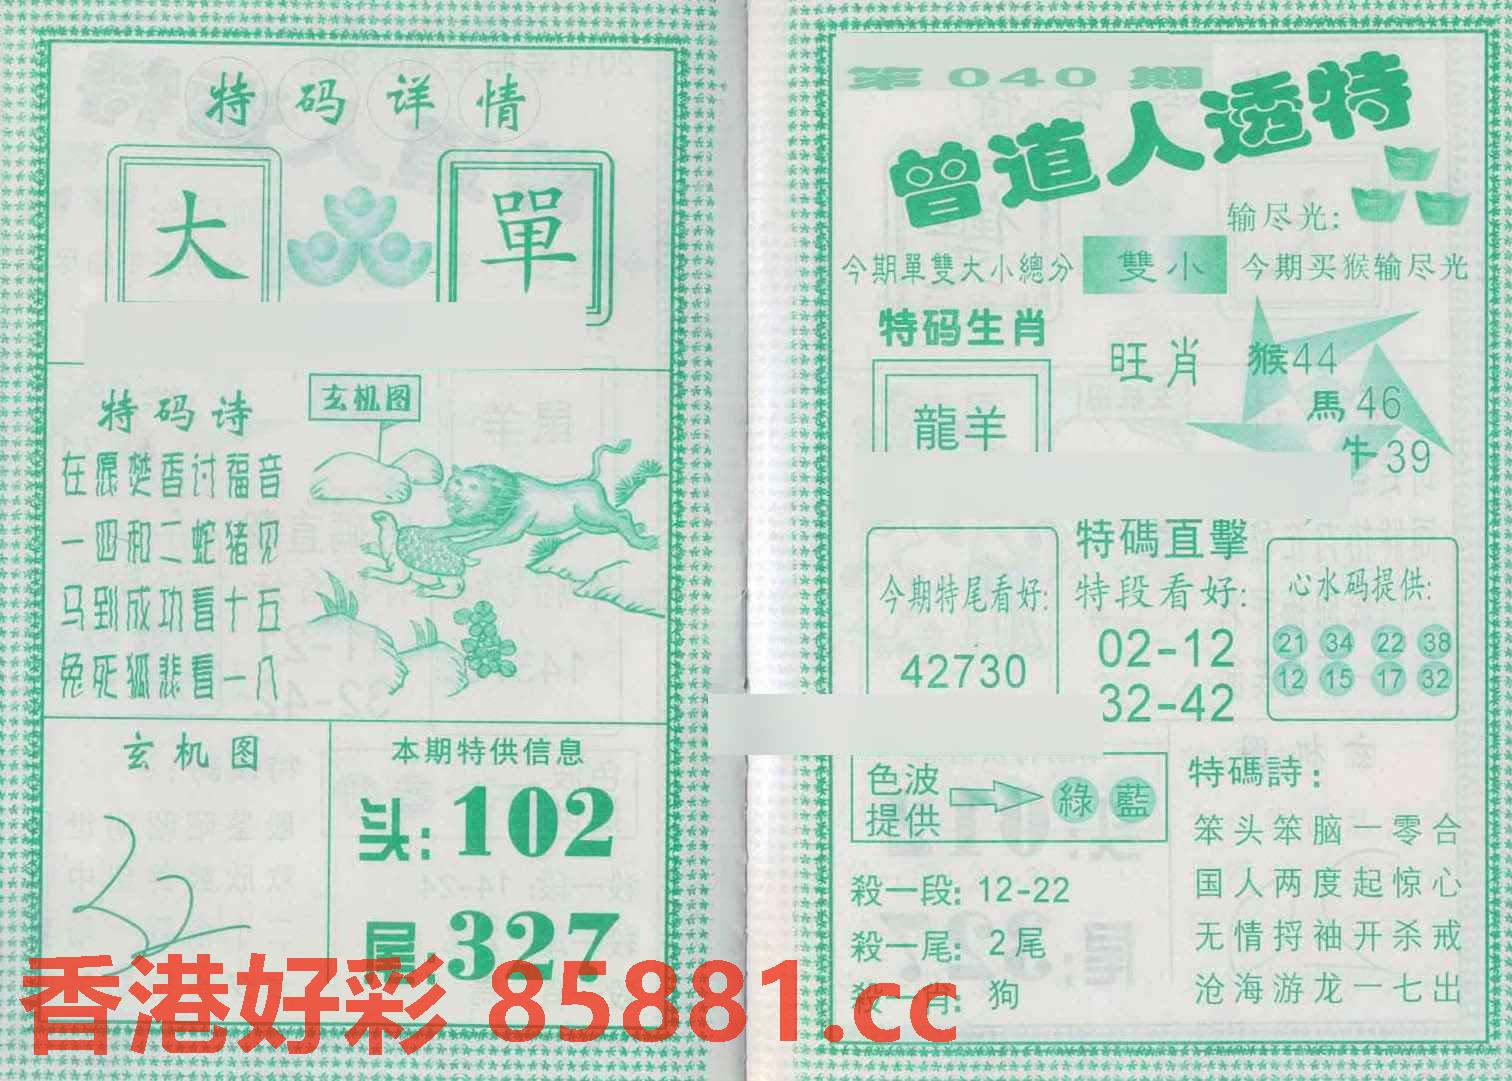 特码详情
大 單
特码诗
在愿焚香讨福音
一四和二蛇猪见
马到成功看十五
兔死狐悲看一八
玄机图
玄机图
本期特供信息
头:102
尾:327
第040期
曾道人透特
输尽光:
今期單雙大小總分
雙小
今期买猴输尽光
特码生肖
龍羊
旺肖
猴44
馬46
牛39
今期特尾看好:
42730
特碼直擊
特段看好:
02-12
32-42
心水码提供:
21 34 22 38
12 15 17 32
色波提供
綠 藍
殺一段: 12-22
殺一尾: 2尾
殺一肖: 狗
特碼詩:
笨头笨脑一零合
国人两度起惊心
无情捋袖开杀戒
沧海游龙一七出
香港好彩 85881.cc